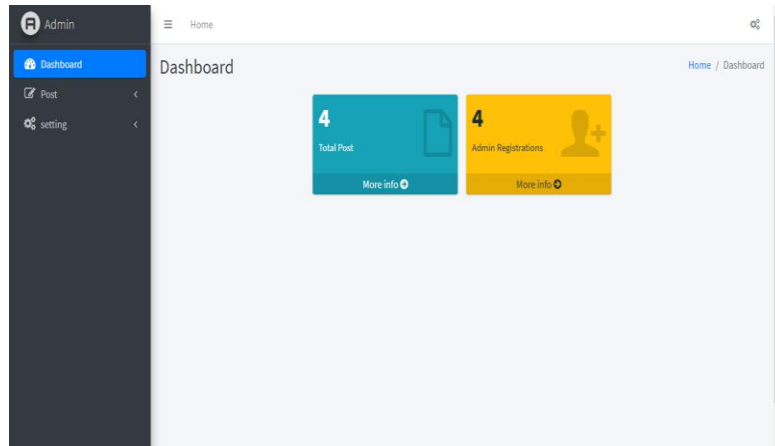 Admin
Home
Dashboard
Post
setting
Dashboard
Home / Dashboard
4
Total Post
More info
4
Admin Registrations
More info